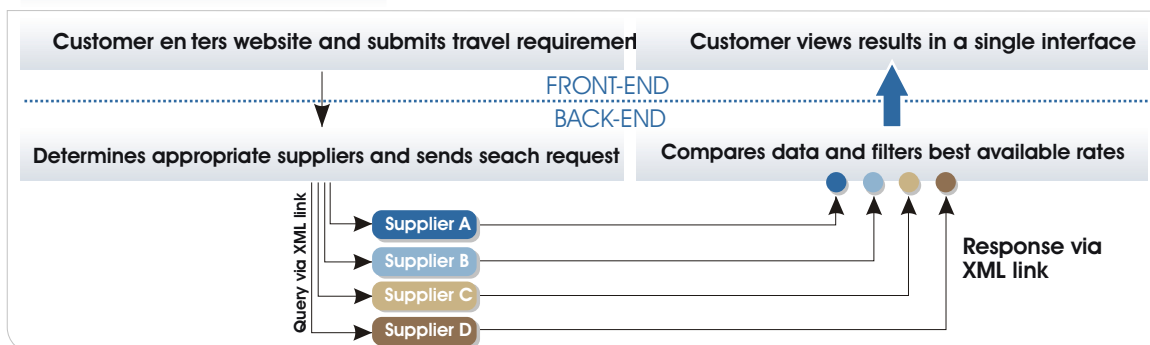 Customer en ters website and submits travel requiremen
Customer views results in a single interface
FRONT-END
BACK-END
Determines appropriate suppliers and sends seach request
Compares data and filters best available rates
Query via XML link
Supplier A
Supplier B
Supplier C
Supplier D
Response via
XML link